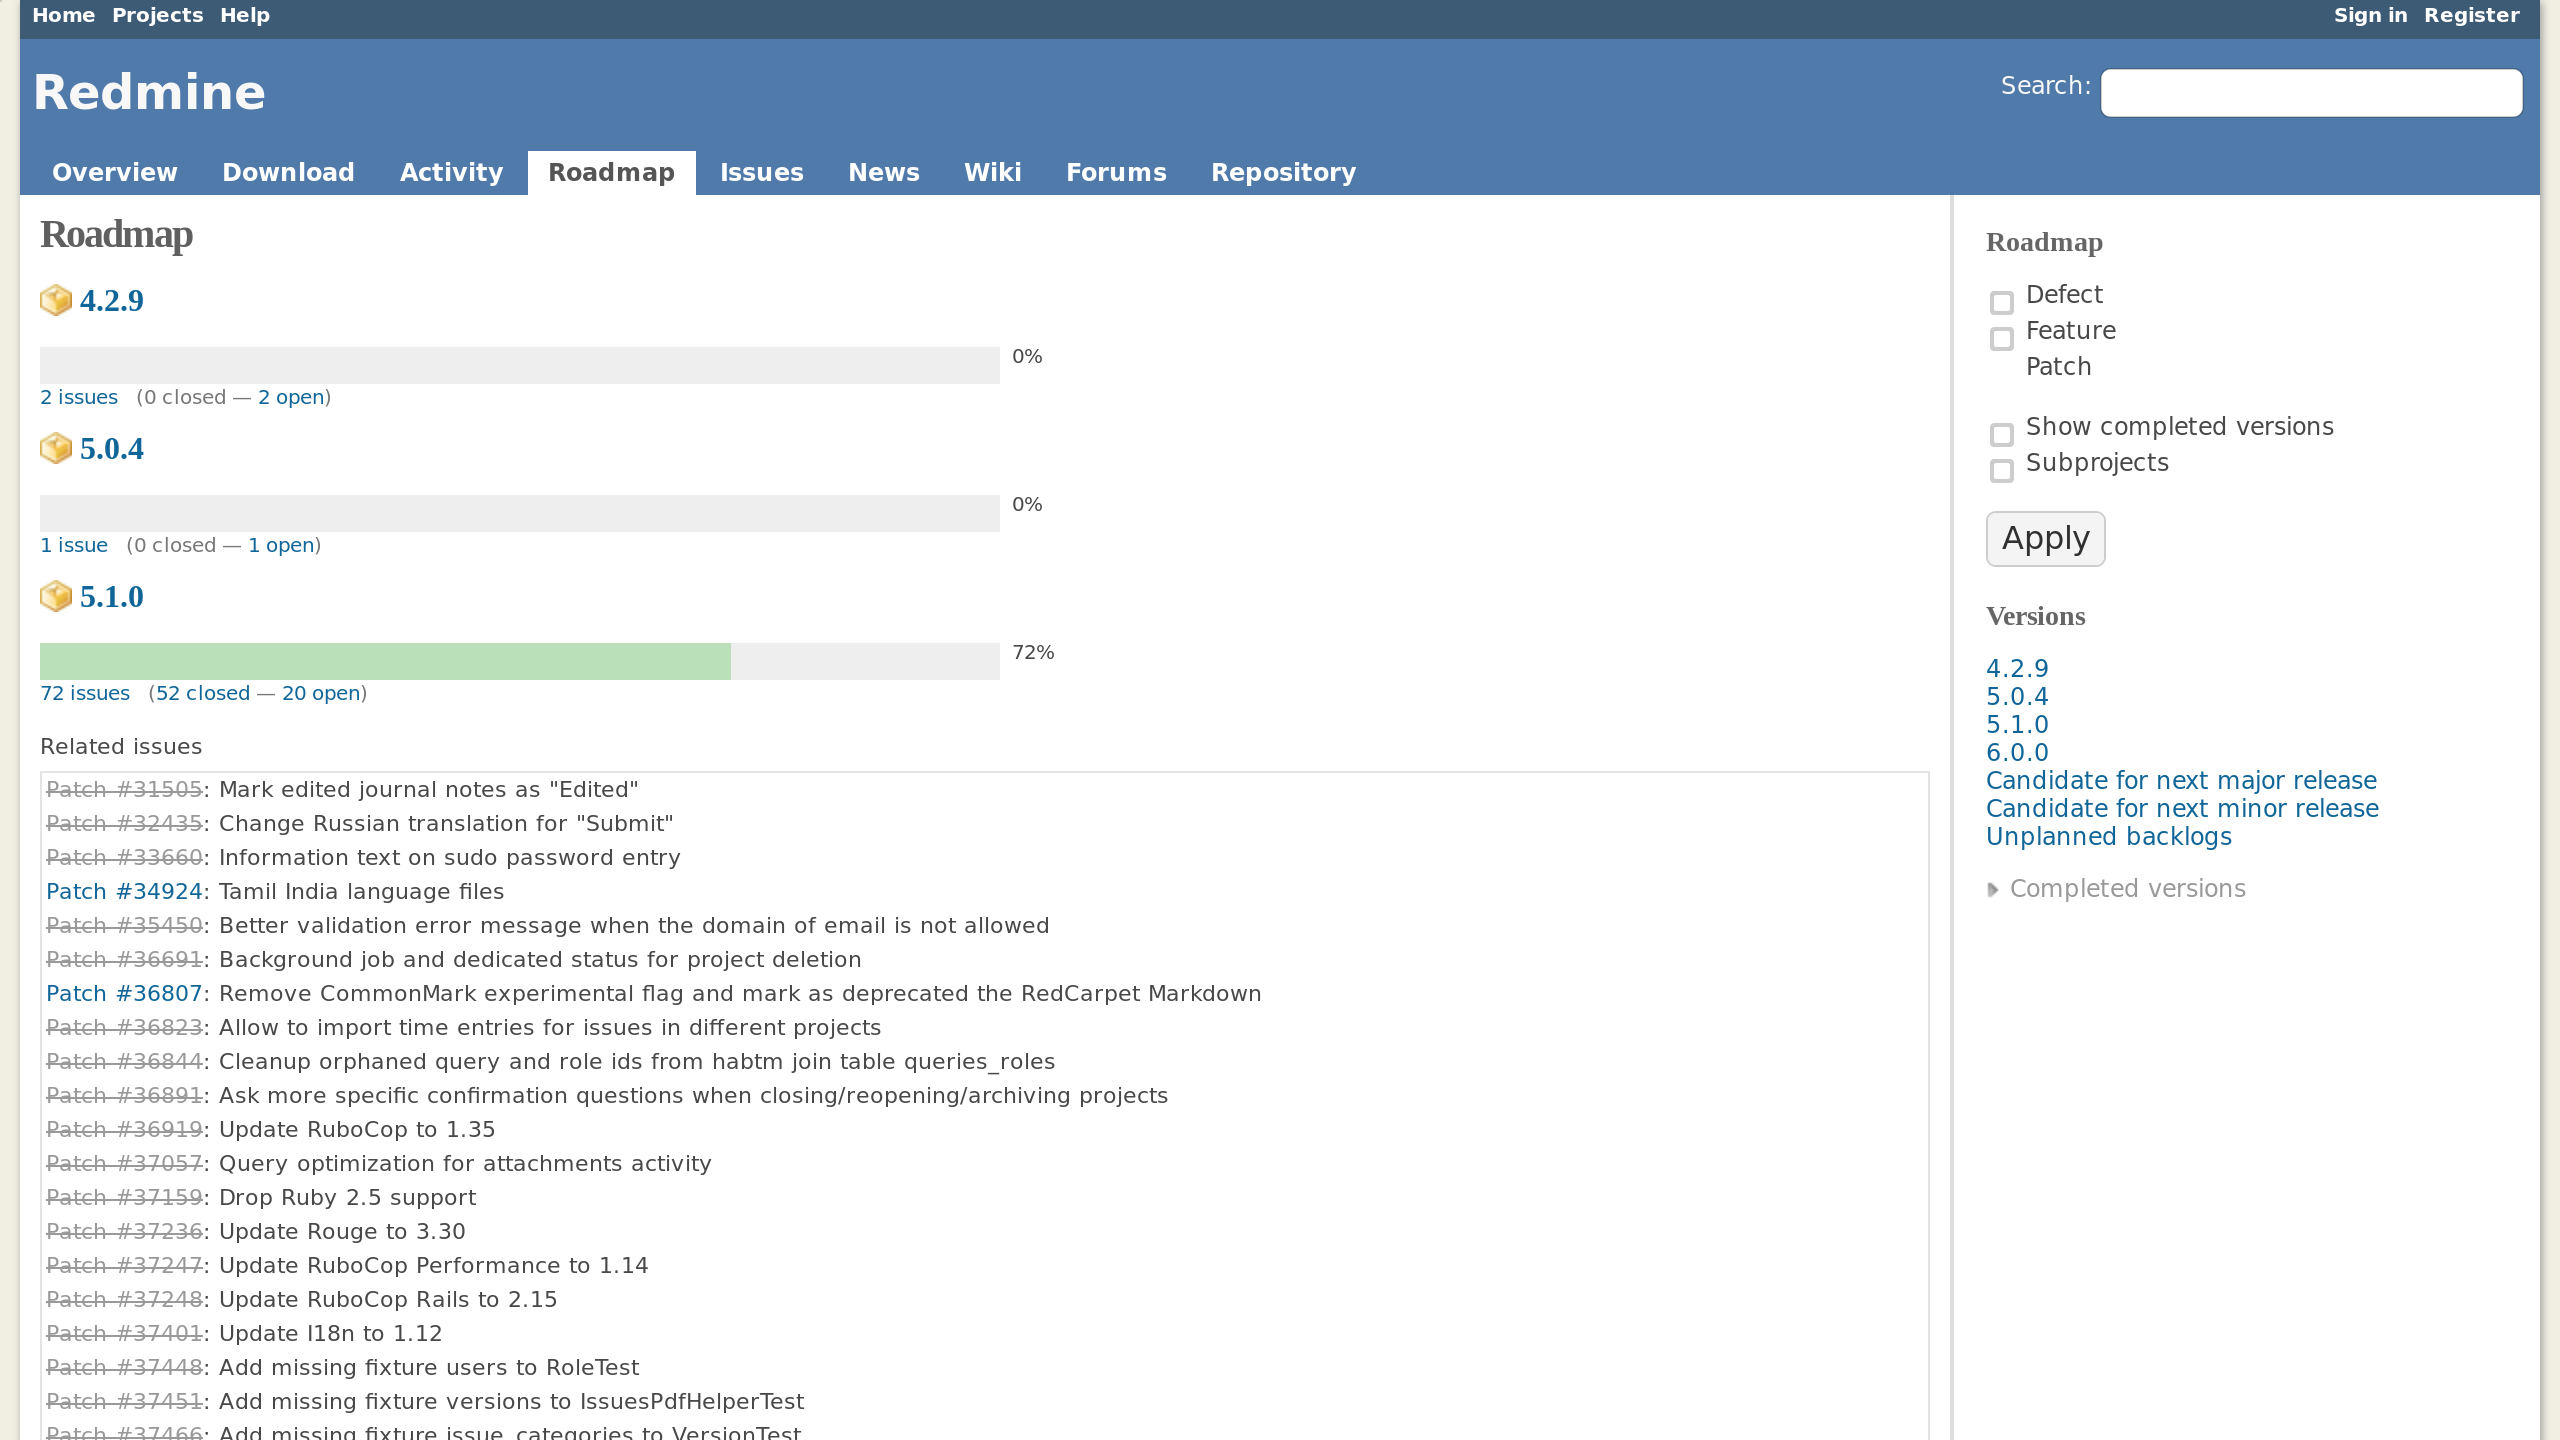 Home Projects Help Sign in Register
Redmine Search:
Overview Download Activity Roadmap Issues News Wiki Forums Repository
Roadmap
4.2.9
0%
2 issues (0 closed — 2 open)
5.0.4
0%
1 issue (0 closed — 1 open)
5.1.0
72%
72 issues (52 closed — 20 open)
Related issues
Patch #31505: Mark edited journal notes as "Edited"
Patch #32435: Change Russian translation for "Submit"
Patch #33660: Information text on sudo password entry
Patch #34924: Tamil India language files
Patch #35450: Better validation error message when the domain of email is not allowed
Patch #36691: Background job and dedicated status for project deletion
Patch #36807: Remove CommonMark experimental flag and mark as deprecated the RedCarpet Markdown
Patch #36823: Allow to import time entries for issues in different projects
Patch #36844: Cleanup orphaned query and role ids from habtm join table queries_roles
Patch #36891: Ask more specific confirmation questions when closing/reopening/archiving projects
Patch #36919: Update RuboCop to 1.35
Patch #37057: Query optimization for attachments activity
Patch #37159: Drop Ruby 2.5 support
Patch #37236: Update Rouge to 3.30
Patch #37247: Update RuboCop Performance to 1.14
Patch #37248: Update RuboCop Rails to 2.15
Patch #37401: Update I18n to 1.12
Patch #37448: Add missing fixture users to RoleTest
Patch #37451: Add missing fixture versions to IssuesPdfHelperTest
Patch #37466: Add missing fixture issue_categories to VersionTest
Roadmap
Defect
Feature
Patch
Show completed versions
Subprojects
Apply
Versions
4.2.9
5.0.4
5.1.0
6.0.0
Candidate for next major release
Candidate for next minor release
Unplanned backlogs
Completed versions